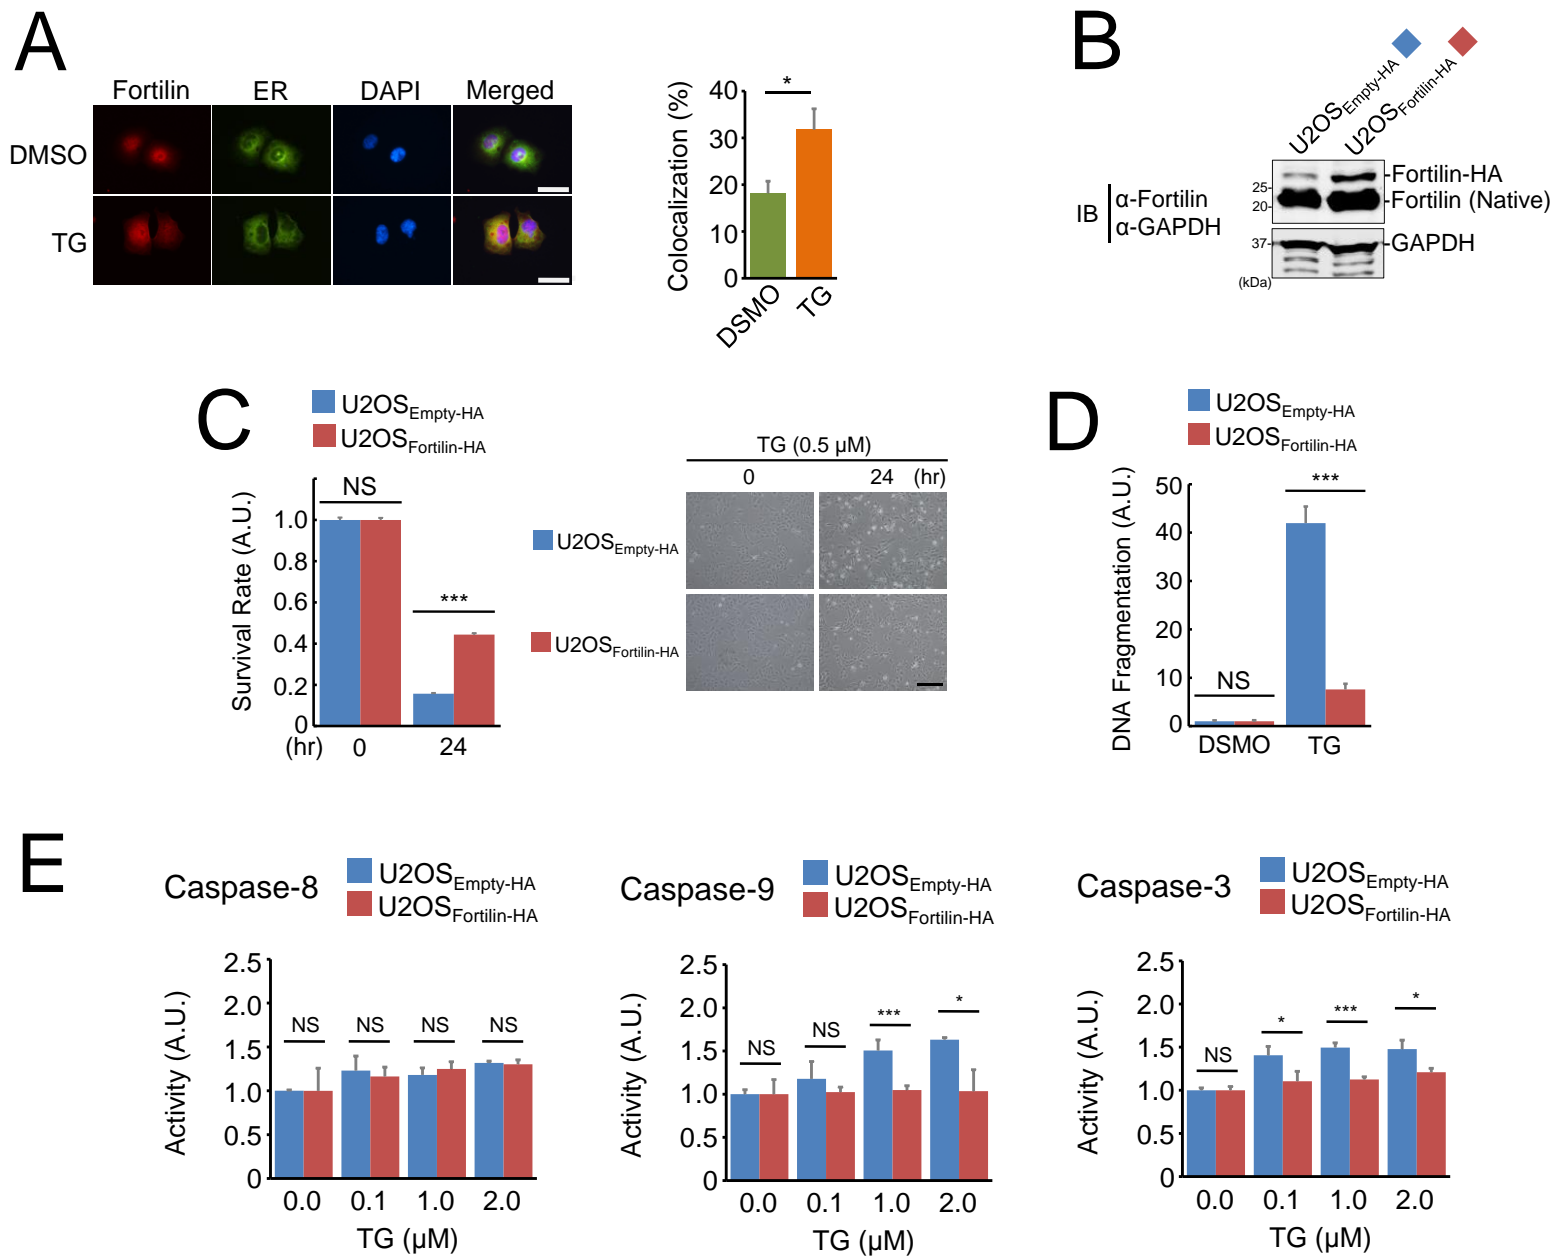 A
Fortilin ER DAPI Merged
DMSO
TG
Colocalization (%)
40
30
20
10
0
*
DSMO TG
B
U2OSEmpty-HA
U2OSFortilin-HA
IB
α-Fortilin
α-GAPDH
25-
20-
37-
(kDa)
-Fortilin-HA
-Fortilin (Native)
-GAPDH
C
U2OSEmpty-HA
U2OSFortilin-HA
Survival Rate (A.U.)
1.0
0.8
0.6
0.4
0.2
0
NS
***
(hr) 0 24
TG (0.5 μM)
0 24 (hr)
U2OSEmpty-HA
U2OSFortilin-HA
D
U2OSEmpty-HA
U2OSFortilin-HA
DNA Fragmentation (A.U.)
50
40
30
20
10
0
NS
***
DSMO TG
E
Caspase-8
U2OSEmpty-HA
U2OSFortilin-HA
Activity (A.U.)
2.5
2.0
1.5
1.0
0.5
0
NS NS NS NS
0.0 0.1 1.0 2.0
TG (μM)
Caspase-9
U2OSEmpty-HA
U2OSFortilin-HA
Activity (A.U.)
2.5
2.0
1.5
1.0
0.5
0
NS NS *** *
0.0 0.1 1.0 2.0
TG (μM)
Caspase-3
U2OSEmpty-HA
U2OSFortilin-HA
Activity (A.U.)
2.5
2.0
1.5
1.0
0.5
0
NS * *** *
0.0 0.1 1.0 2.0
TG (μM)